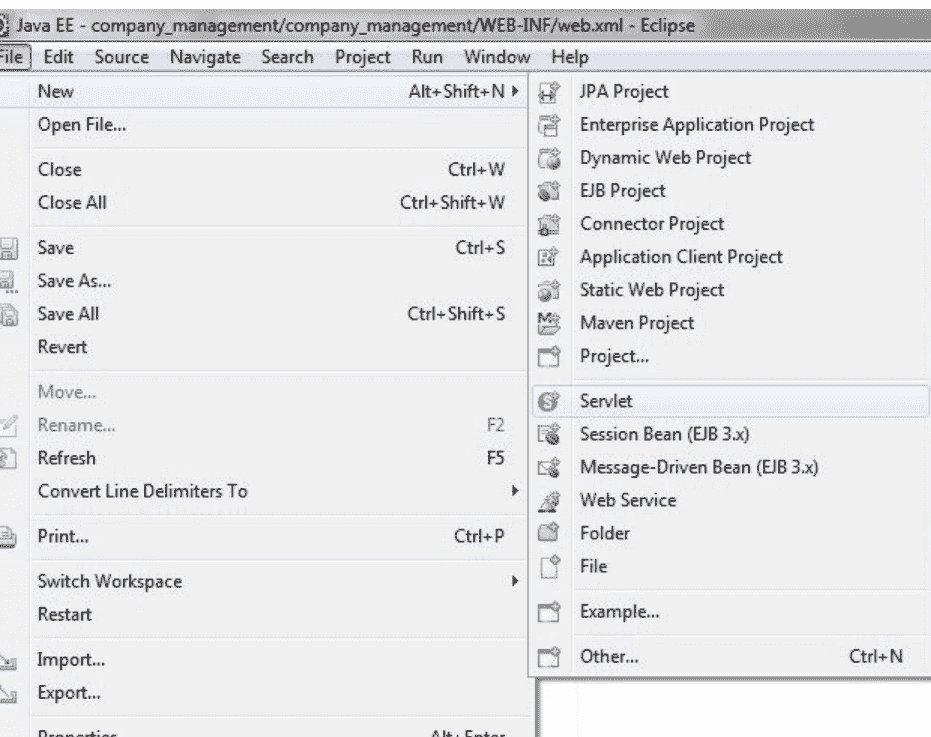 Java EE - company_management/company_management/WEB-INF/web.xml - Eclipse
File Edit Source Navigate Search Project Run Window Help
New Alt+Shift+N
Open File...
Close Ctrl+W
Close All Ctrl+Shift+W
Save Ctrl+S
Save As...
Save All Ctrl+Shift+S
Revert
Move...
Rename... F2
Refresh F5
Convert Line Delimiters To
Print... Ctrl+P
Switch Workspace
Restart
Import...
Export...
Properties Alt+Enter
JPA Project
Enterprise Application Project
Dynamic Web Project
EJB Project
Connector Project
Application Client Project
Static Web Project
Maven Project
Project...
Servlet
Session Bean (EJB 3.x)
Message-Driven Bean (EJB 3.x)
Web Service
Folder
File
Example...
Other... Ctrl+N